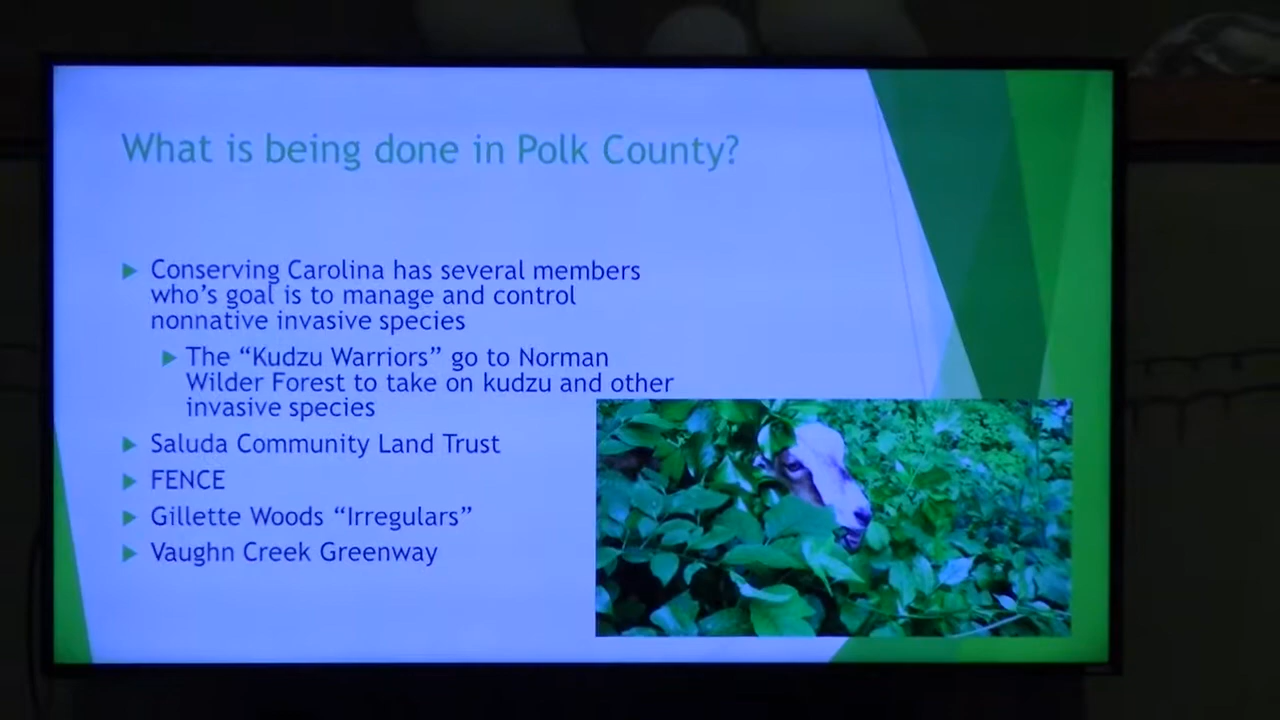 What is being done in Polk County?
Conserving Carolina has several members
who's goal is to manage and control
nonnative invasive species
The “Kudzu Warriors” go to Norman
Wilder Forest to take on kudzu and other
invasive species
Saluda Community Land Trust
FENCE
Gillette Woods “Irregulars”
Vaughn Creek Greenway